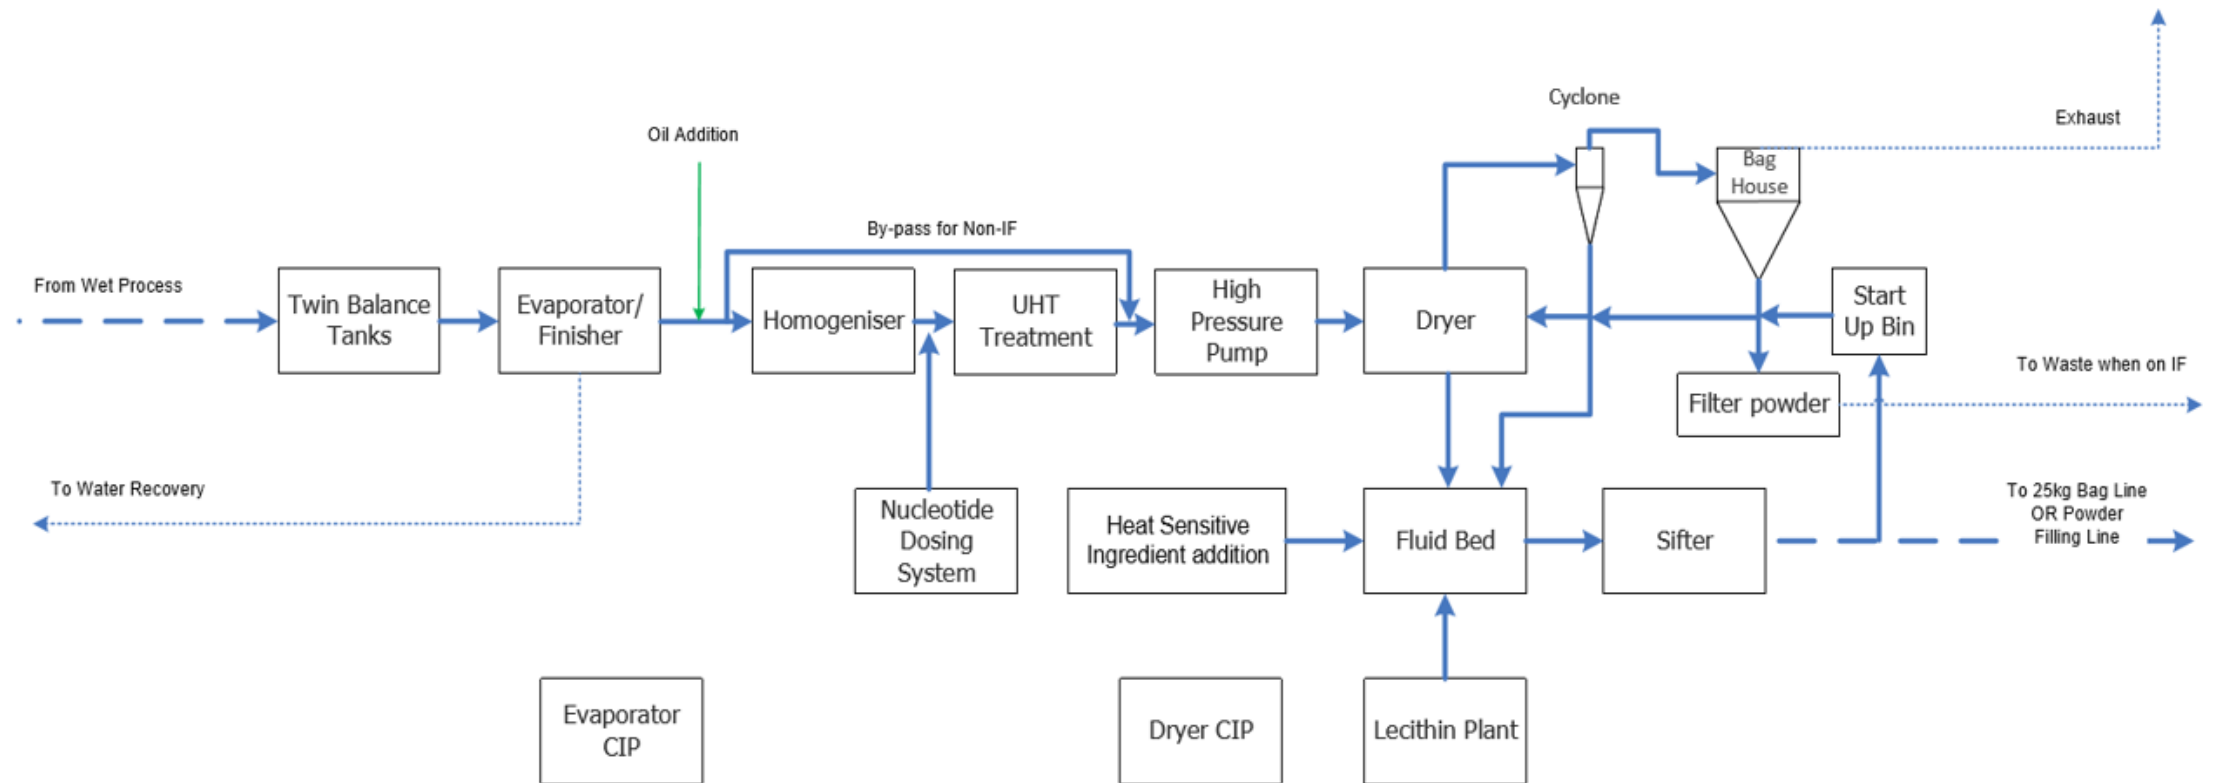 Cyclone
Exhaust
Oil Addition
Bag
House
By-pass for Non-IF
From Wet Process
Twin Balance
Tanks
Evaporator/
Finisher
Homogeniser
UHT
Treatment
High
Pressure
Pump
Dryer
Start
Up Bin
To Waste when on IF
Filter powder
To Water Recovery
Nucleotide
Dosing
System
Heat Sensitive
Ingredient addition
Fluid Bed
Sifter
To 25kg Bag Line
OR Powder
Filling Line
Evaporator
CIP
Dryer CIP
Lecithin Plant